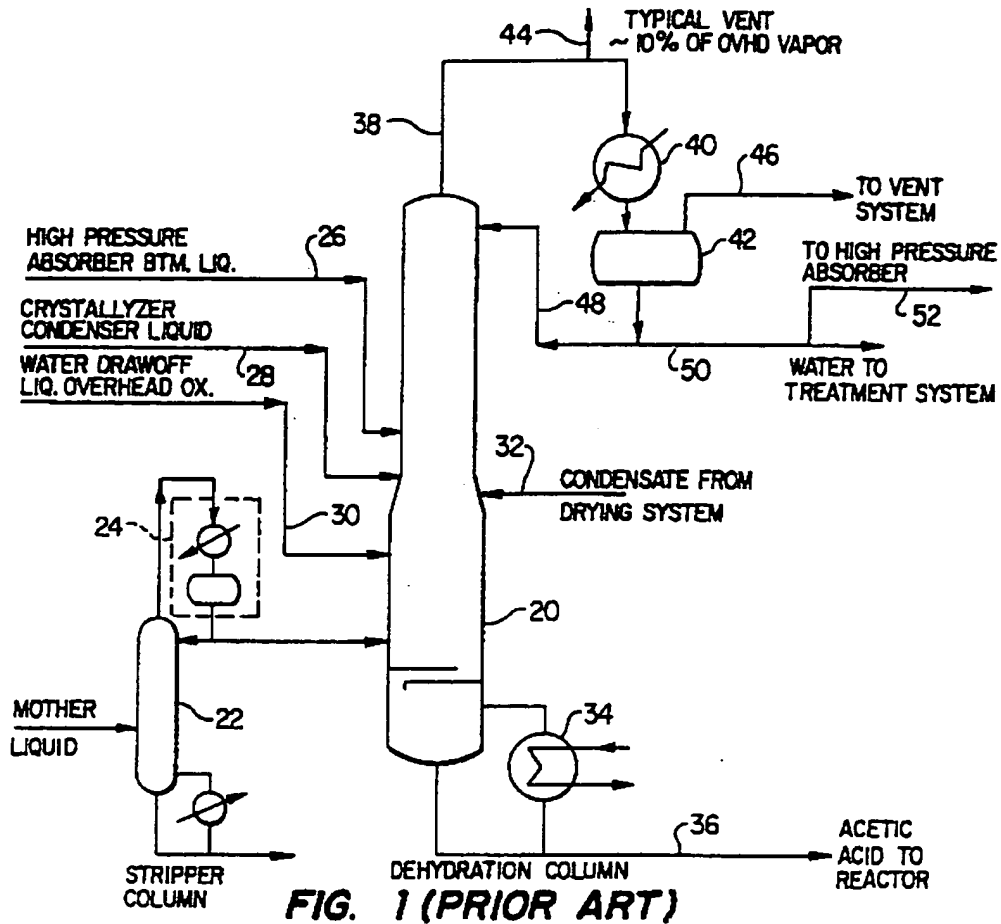 44
TYPICAL VENT
~ 10% OF OVHD VAPOR
38
40
46
TO VENT
SYSTEM
42
HIGH PRESSURE
ABSORBER BTM. LIQ.
26
TO HIGH PRESSURE
ABSORBER
52
CRYSTALLYZER
CONDENSER LIQUID
28
48
50
WATER TO
TREATMENT SYSTEM
WATER DRAWOFF
LIQ. OVERHEAD OX.
30
32
CONDENSATE FROM
DRYING SYSTEM
24
20
MOTHER
LIQUID
22
34
36
ACETIC
ACID TO
REACTOR
STRIPPER
COLUMN
DEHYDRATION COLUMN
FIG. 1 (PRIOR ART)